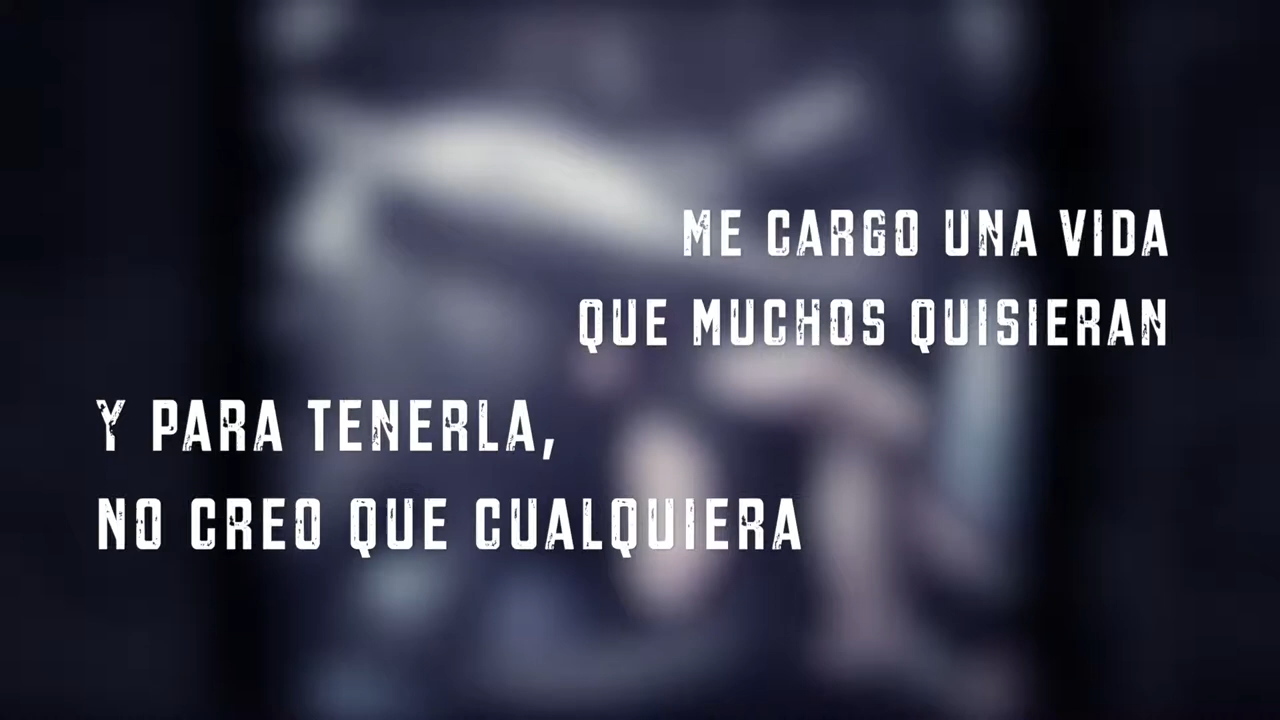 ME CARGO UNA VIDA
QUE MUCHOS QUISIERAN
Y PARA TENERLA,
NO CREO QUE CUALQUIERA